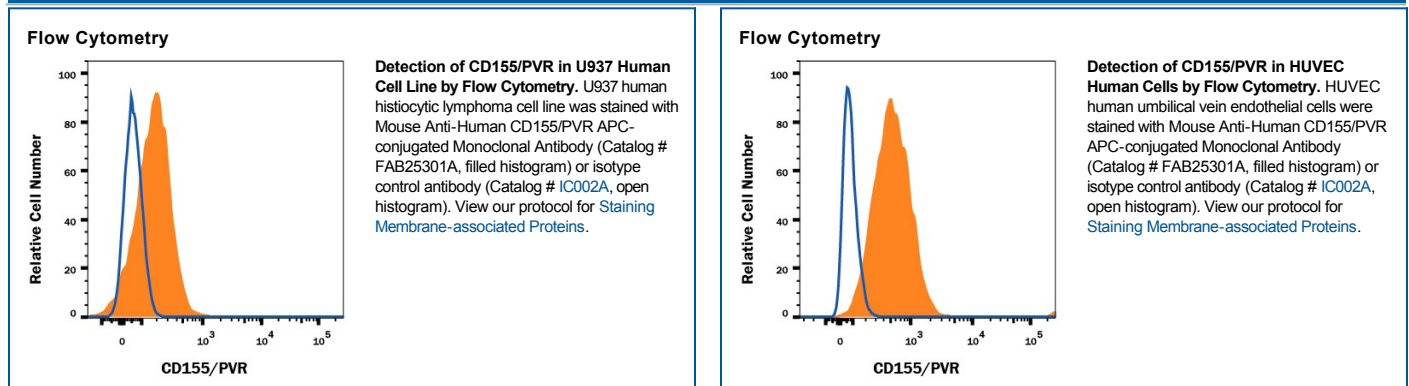 Flow Cytometry
100
80
60
40
20
0
Relative Cell Number
0 10³ 10⁴ 10⁵
CD155/PVR
Detection of CD155/PVR in U937 Human
Cell Line by Flow Cytometry. U937 human
histiocytic lymphoma cell line was stained with
Mouse Anti-Human CD155/PVR APC-
conjugated Monoclonal Antibody (Catalog #
FAB25301A, filled histogram) or isotype
control antibody (Catalog # IC002A, open
histogram). View our protocol for Staining
Membrane-associated Proteins.
Flow Cytometry
100
80
60
40
20
0
Relative Cell Number
0 10³ 10⁴ 10⁵
CD155/PVR
Detection of CD155/PVR in HUVEC
Human Cells by Flow Cytometry. HUVEC
human umbilical vein endothelial cells were
stained with Mouse Anti-Human CD155/PVR
APC-conjugated Monoclonal Antibody
(Catalog # FAB25301A, filled histogram) or
isotype control antibody (Catalog # IC002A,
open histogram). View our protocol for
Staining Membrane-associated Proteins.